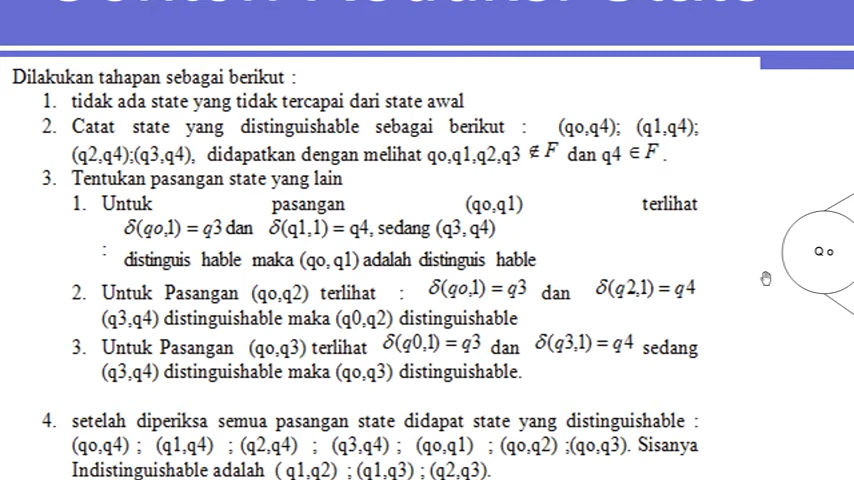 Contoh Reduksi State
Dilakukan tahapan sebagai berikut :
1. tidak ada state yang tidak tercapai dari state awal
2. Catat state yang distinguishable sebagai berikut : (qo,q4); (q1,q4);
(q2,q4);(q3,q4), didapatkan dengan melihat qo,q1,q2,q3 ∉ F dan q4 ∈ F .
3. Tentukan pasangan state yang lain
1. Untuk pasangan (qo,q1) terlihat
δ(qo,1) = q3 dan δ(q1,1) = q4, sedang (q3, q4)
: distinguis hable maka (qo, q1) adalah distinguis hable
2. Untuk Pasangan (qo,q2) terlihat : δ(qo,1) = q3 dan δ(q2,1) = q4
(q3,q4) distinguishable maka (q0,q2) distinguishable
3. Untuk Pasangan (qo,q3) terlihat δ(q0,1) = q3 dan δ(q3,1) = q4 sedang
(q3,q4) distinguishable maka (qo,q3) distinguishable.
4. setelah diperiksa semua pasangan state didapat state yang distinguishable :
(qo,q4) ; (q1,q4) ; (q2,q4) ; (q3,q4) ; (qo,q1) ; (qo,q2) ;(qo,q3). Sisanya
Indistinguishable adalah ( q1,q2) ; (q1,q3) ; (q2,q3).
Q o